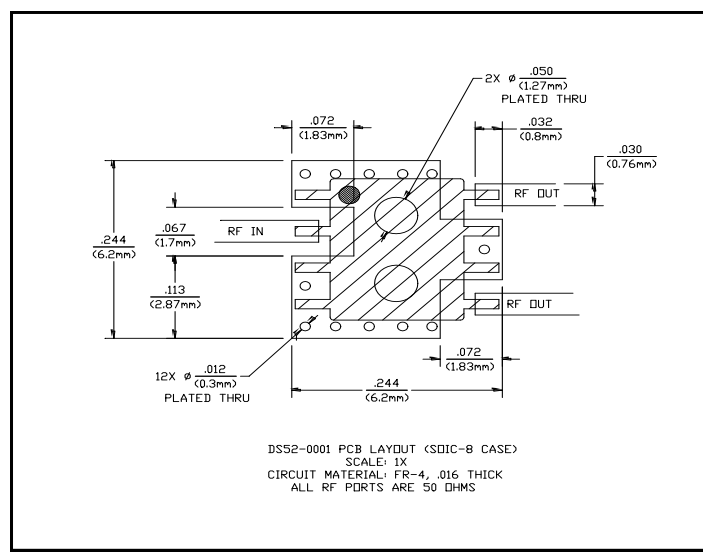 2X ø .050
(1.27mm)
PLATED THRU
.072
(1.83mm)
.032
(0.8mm)
.030
(0.76mm)
RF OUT
.067
(1.7mm)
RF IN
.244
(6.2mm)
.113
(2.87mm)
RF OUT
12X ø .012
(0.3mm)
PLATED THRU
.072
(1.83mm)
.244
(6.2mm)
DS52-0001 PCB LAYOUT (SOIC-8 CASE)
SCALE: 1X
CIRCUIT MATERIAL: FR-4, .016 THICK
ALL RF PORTS ARE 50 OHMS